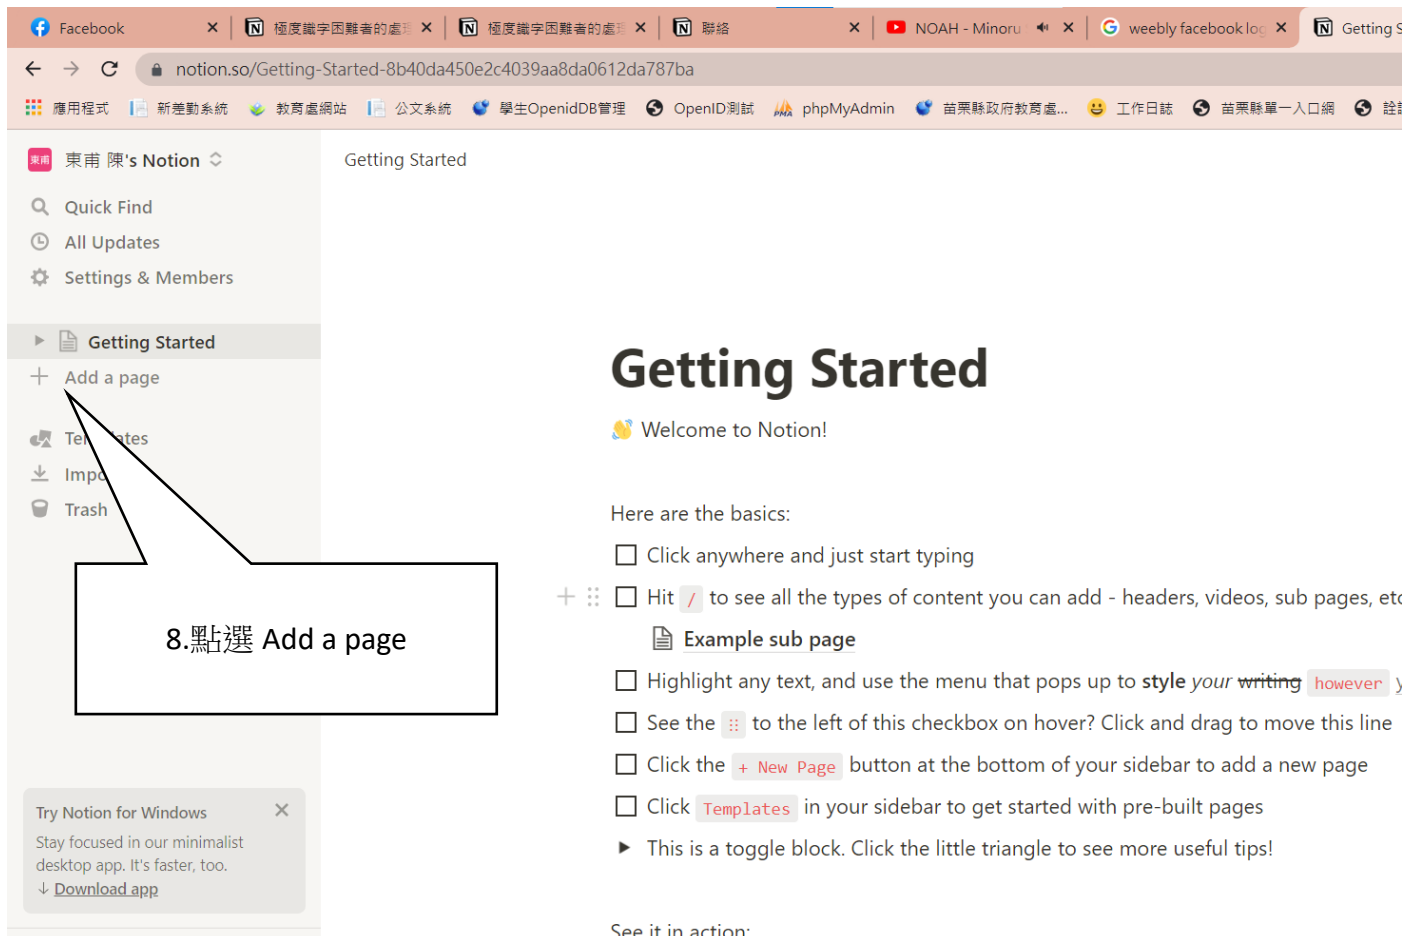 Facebook
極度識字困難者的處理
極度識字困難者的處理
聯絡
NOAH - Minoru
weebly facebook log
Getting S
notion.so/Getting-Started-8b40da450e2c4039aa8da0612da787ba
應用程式
新差勤系統
教育處網站
公文系統
學生OpenidDB管理
OpenID測試
phpMyAdmin
苗栗縣政府教育處...
工作日誌
苗栗縣單一入口網
東甫
東甫 陳's Notion
Getting Started
Quick Find
All Updates
Settings & Members
Getting Started
Add a page
Templates
Impo
Trash
8.點選 Add a page
Try Notion for Windows
Stay focused in our minimalist
desktop app. It's faster, too.
↓ Download app
Getting Started
👋 Welcome to Notion!
Here are the basics:
Click anywhere and just start typing
Hit / to see all the types of content you can add - headers, videos, sub pages, etc
Example sub page
Highlight any text, and use the menu that pops up to style your writing however y
See the ⠿ to the left of this checkbox on hover? Click and drag to move this line
Click the + New Page button at the bottom of your sidebar to add a new page
Click Templates in your sidebar to get started with pre-built pages
This is a toggle block. Click the little triangle to see more useful tips!
See it in action: